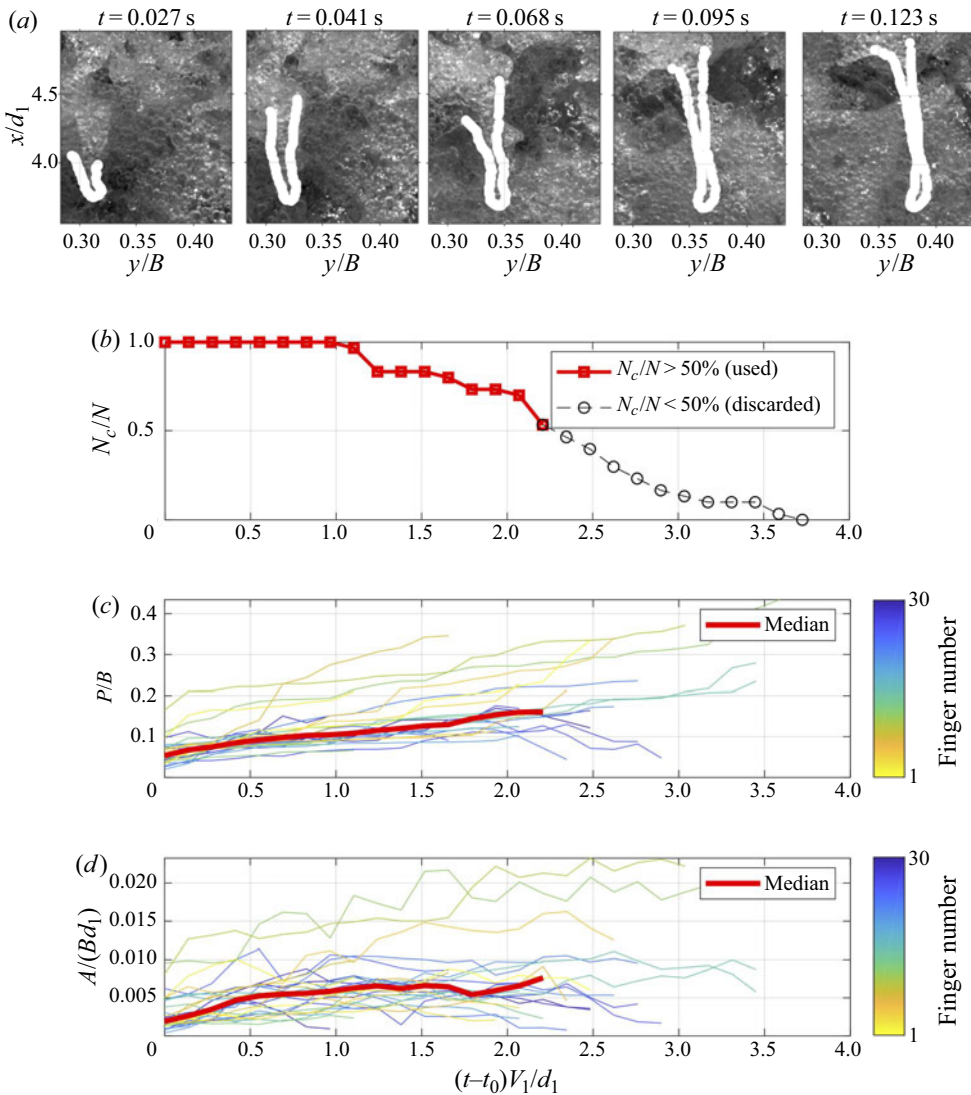 (a)
t = 0.027 s
t = 0.041 s
t = 0.068 s
t = 0.095 s
t = 0.123 s
x/d₁
4.5
4.0
0.30 0.35 0.40
0.30 0.35 0.40
0.30 0.35 0.40
0.30 0.35 0.40
0.30 0.35 0.40
y/B
y/B
y/B
y/B
y/B
(b)
N_c/N
1.0
0.5
0
N_c/N > 50% (used)
N_c/N < 50% (discarded)
0.5 1.0 1.5 2.0 2.5 3.0 3.5 4.0
(c)
P/B
0.4
0.3
0.2
0.1
0
Median
0.5 1.0 1.5 2.0 2.5 3.0 3.5 4.0
30
1
Finger number
(d)
A/(Bd₁)
0.020
0.015
0.010
0.005
0
Median
0.5 1.0 1.5 2.0 2.5 3.0 3.5 4.0
30
1
Finger number
(t–t₀)V₁/d₁